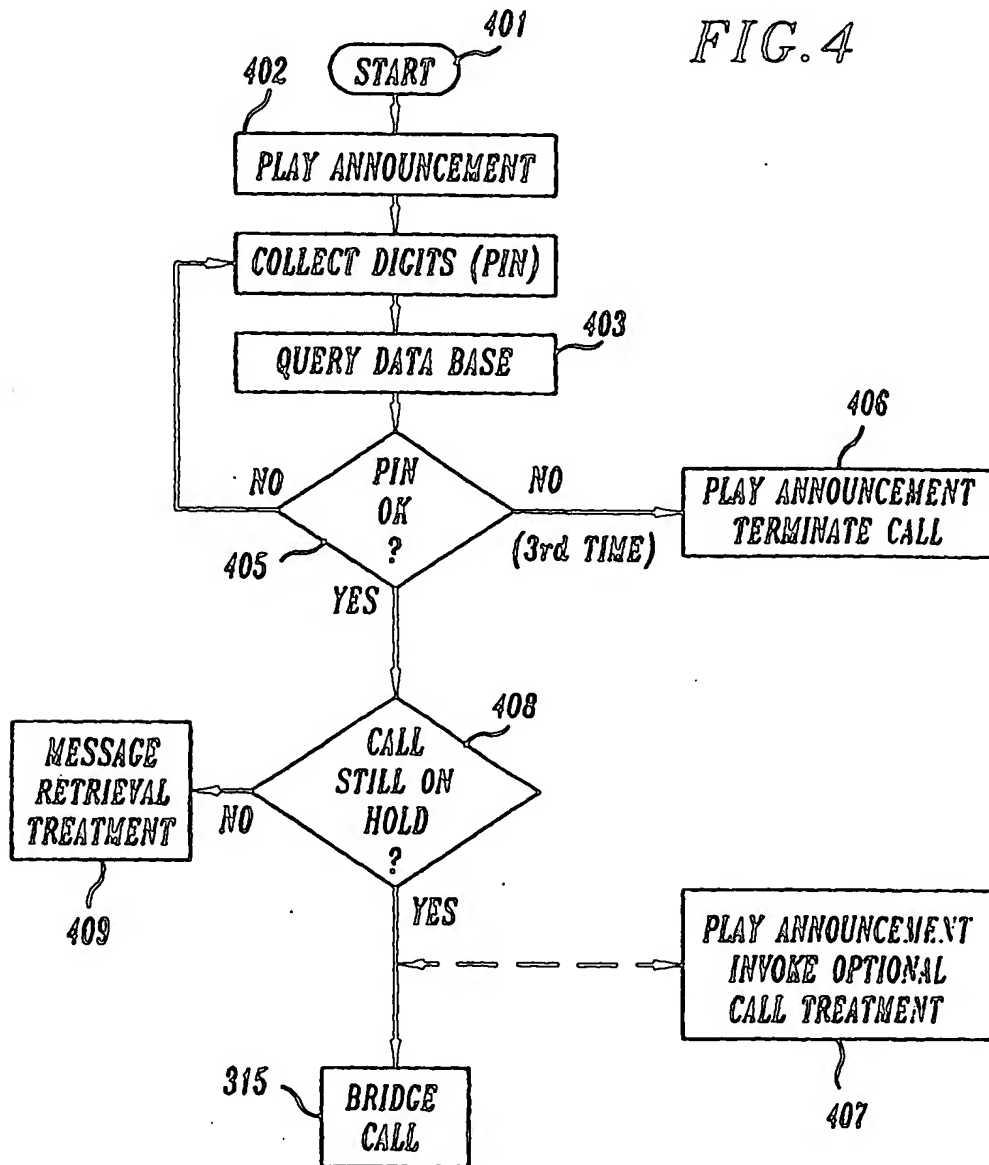 FIG.4
401
START
402
PLAY ANNOUNCEMENT
COLLECT DIGITS (PIN)
403
QUERY DATA BASE
PIN
OK
?
405
NO
NO
(3rd TIME)
406
PLAY ANNOUNCEMENT
TERMINATE CALL
YES
408
CALL
STILL ON
HOLD
?
NO
MESSAGE
RETRIEVAL
TREATMENT
409
YES
PLAY ANNOUNCEMENT
INVOKE OPTIONAL
CALL TREATMENT
407
315
BRIDGE
CALL